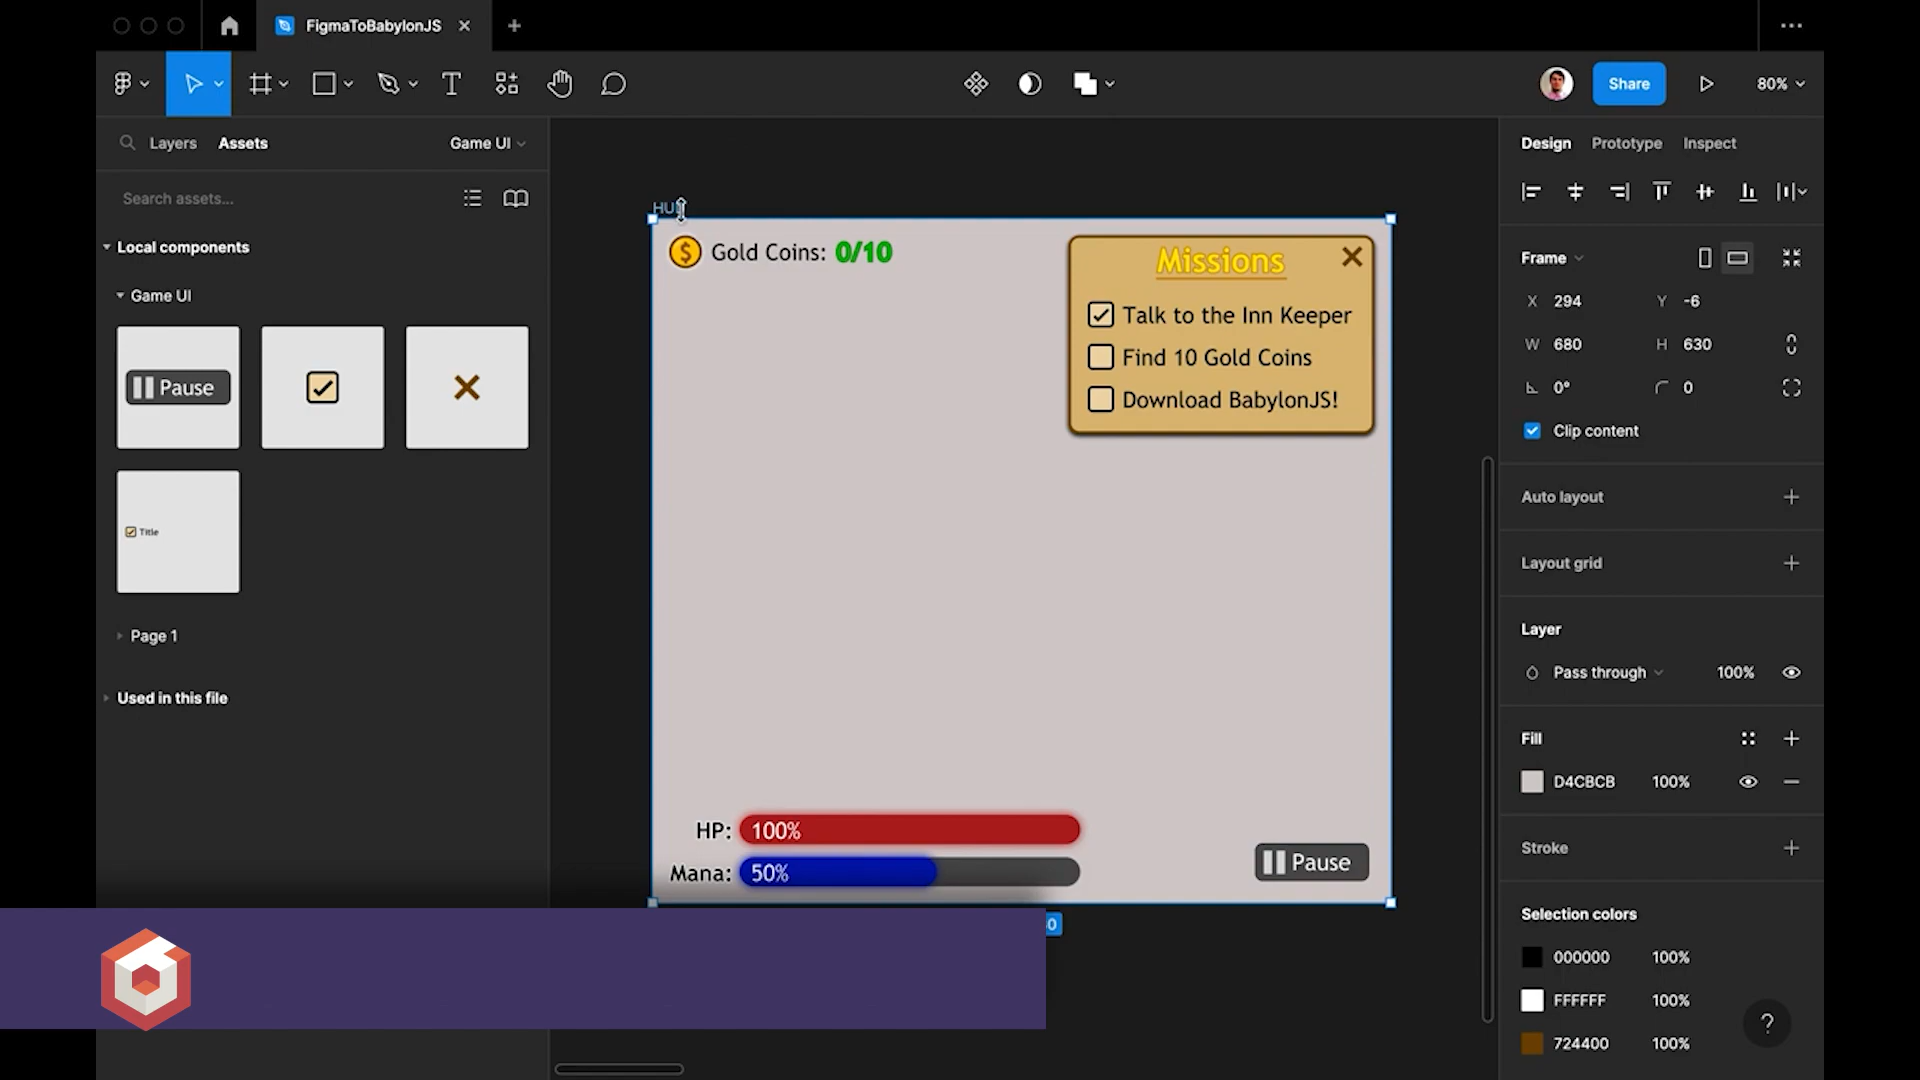 FigmaToBabylonJS
Share
80%
Layers
Assets
Game UI
Search assets...
Local components
Game UI
Pause
Title
Page 1
Used in this file
Gold Coins: 0/10
Missions
Talk to the Inn Keeper
Find 10 Gold Coins
Download BabylonJS!
HP: 100%
Mana: 50%
Pause
Design
Prototype
Inspect
Frame
X 294
Y -6
W 680
H 630
0°
0
Clip content
Auto layout
Layout grid
Layer
Pass through
100%
Fill
D4CBCB 100%
Stroke
Selection colors
000000 100%
FFFFFF 100%
724400 100%
?